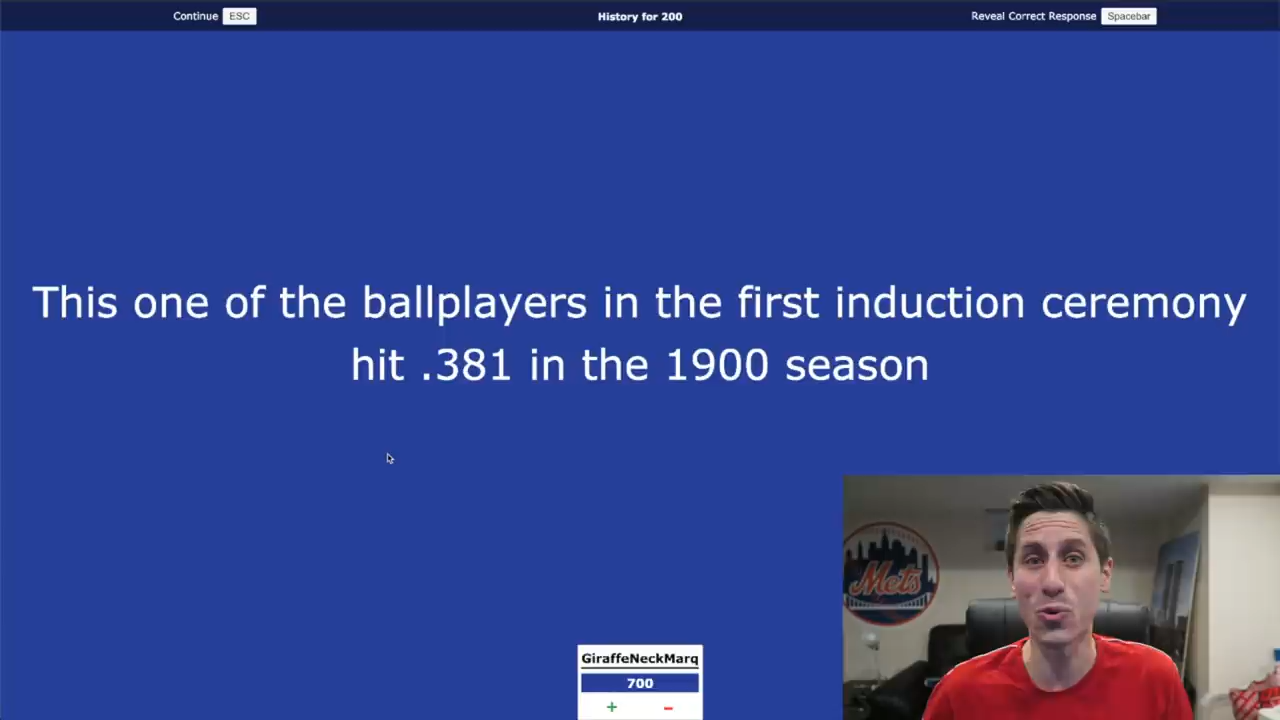 Continue ESC
History for 200
Reveal Correct Response Spacebar
This one of the ballplayers in the first induction ceremony
hit .381 in the 1900 season
Mets
GiraffeNeckMarq
700
+ −